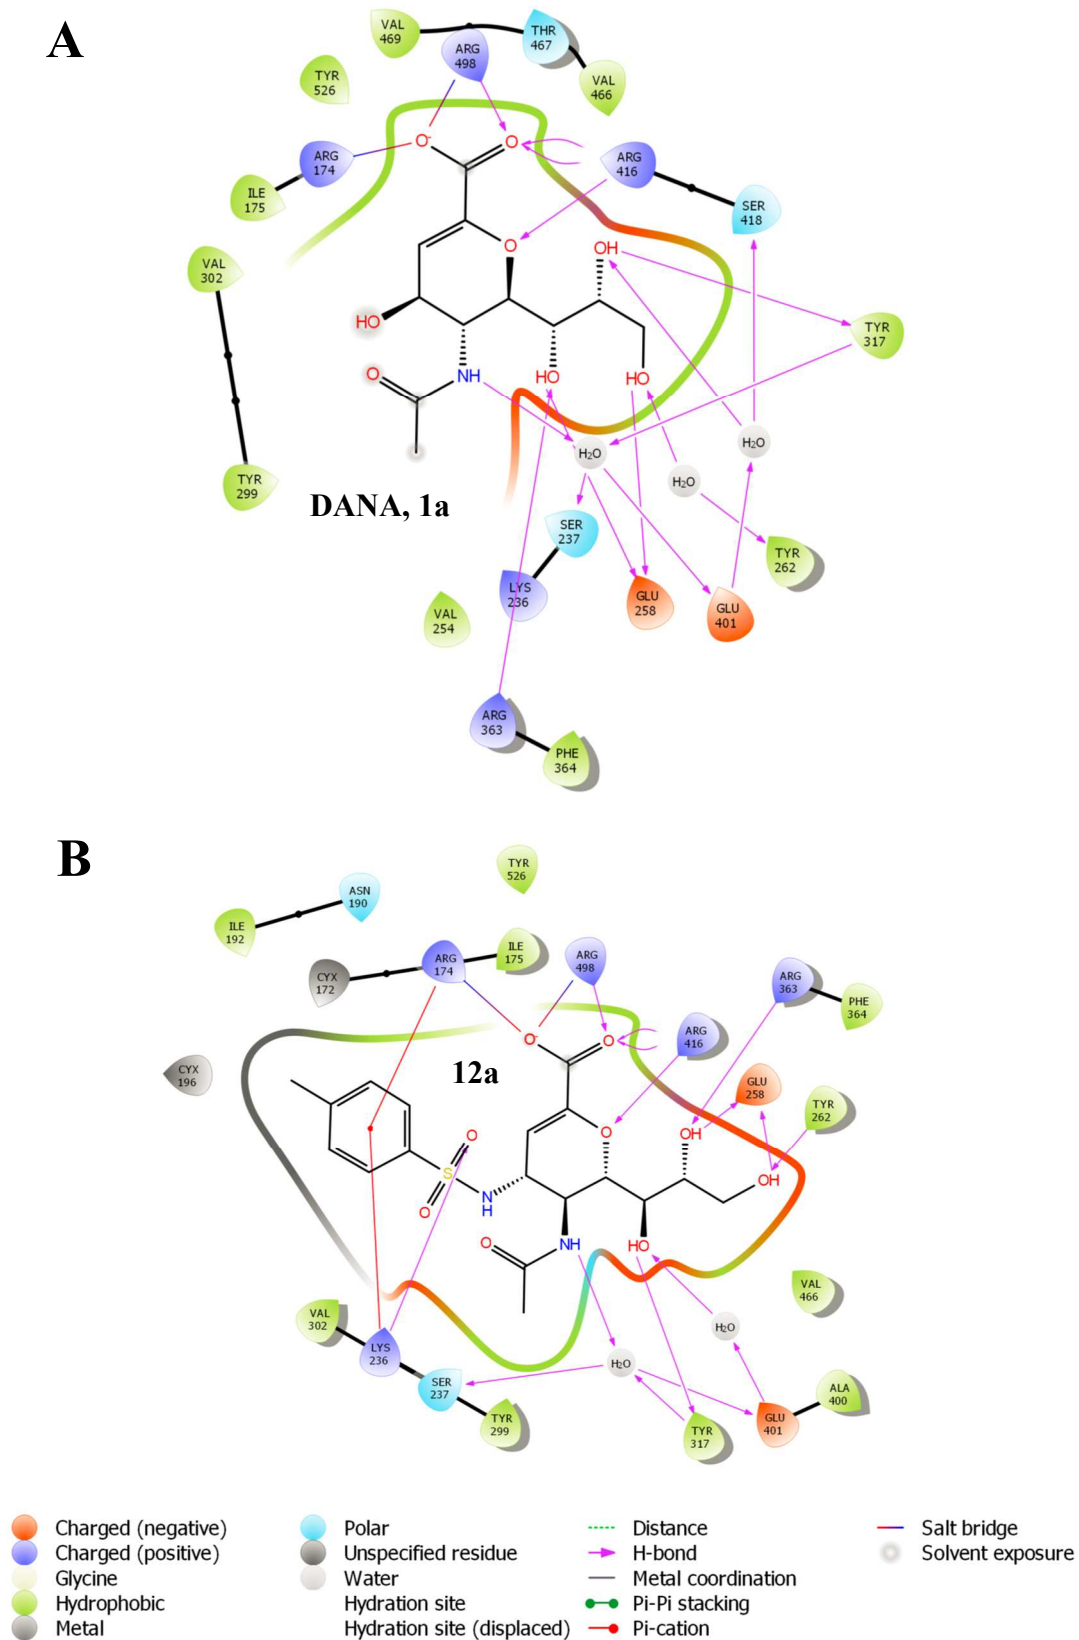 A
VAL
469
THR
467
ARG
498
VAL
466
TYR
526
O-
O
ARG
174
ARG
416
ILE
175
SER
418
O
OH
VAL
302
HO
TYR
317
O
NH
HO
HO
H₂O
H₂O
H₂O
TYR
299
DANA, 1a
SER
237
TYR
262
LYS
236
GLU
258
GLU
401
VAL
254
ARG
363
PHE
364
B
TYR
526
ASN
190
ILE
192
ILE
175
ARG
174
ARG
498
CYX
172
ARG
363
PHE
364
O-
O
ARG
416
12a
CYX
196
GLU
258
TYR
262
O
O
OH
S
OH
N
H
O
O
NH
HO
VAL
466
VAL
302
H₂O
LYS
236
H₂O
SER
237
ALA
400
TYR
299
TYR
317
GLU
401
Charged (negative)
Charged (positive)
Glycine
Hydrophobic
Metal
Polar
Unspecified residue
Water
Hydration site
Hydration site (displaced)
Distance
H-bond
Metal coordination
Pi-Pi stacking
Pi-cation
Salt bridge
Solvent exposure